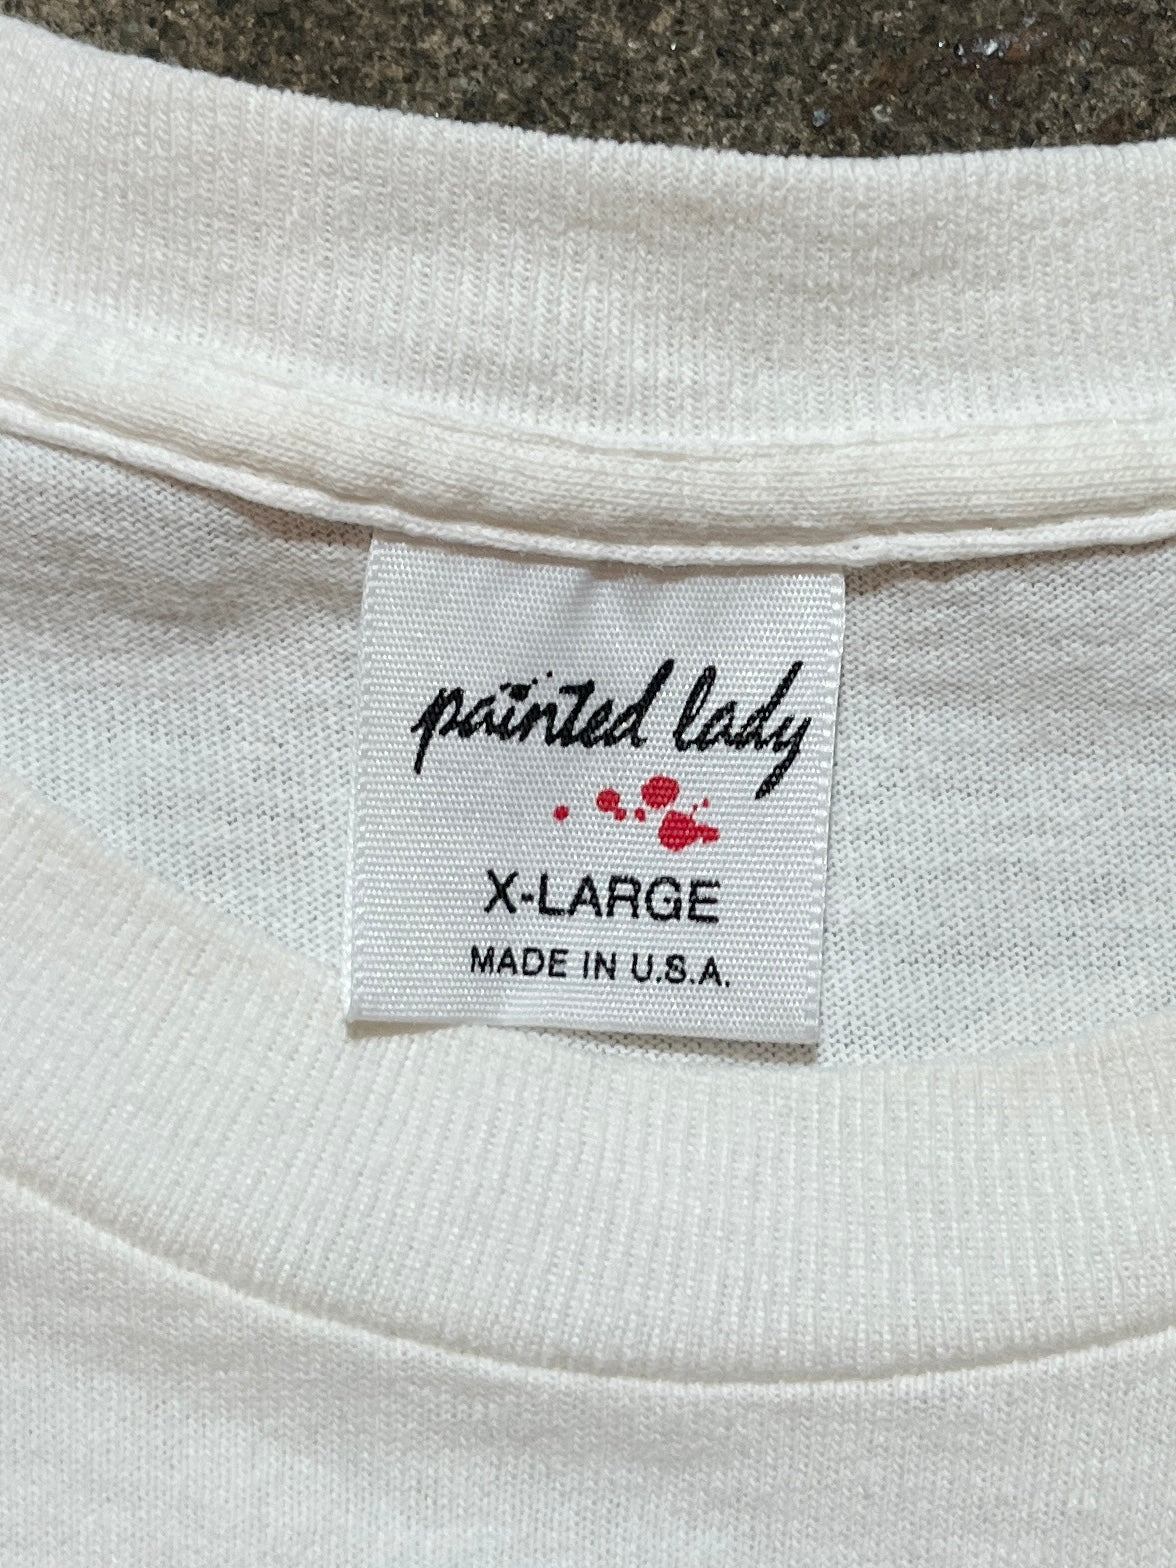 painted lady
X-LARGE
MADE IN U.S.A.